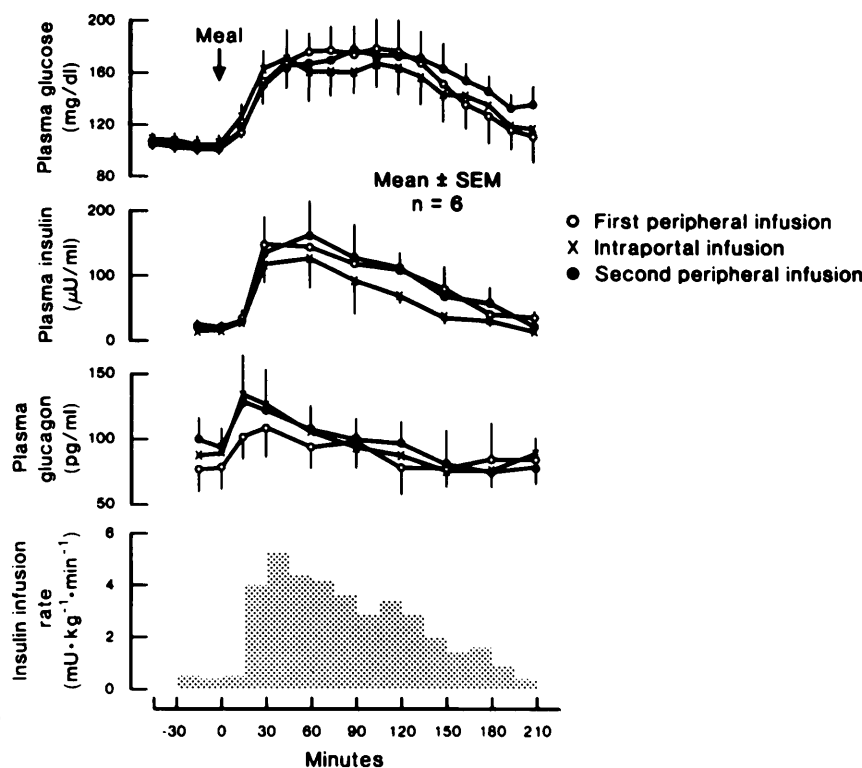 200
160
120
80
Plasma glucose
(mg/dl)
Meal
Mean ± SEM
n = 6
200
100
0
Plasma insulin
(µU/ml)
○ First peripheral infusion
x Intraportal infusion
● Second peripheral infusion
150
100
50
Plasma
glucagon
(pg/ml)
6
4
2
0
Insulin infusion
rate
(mU·kg⁻¹·min⁻¹)
-30 0 30 60 90 120 150 180 210
Minutes